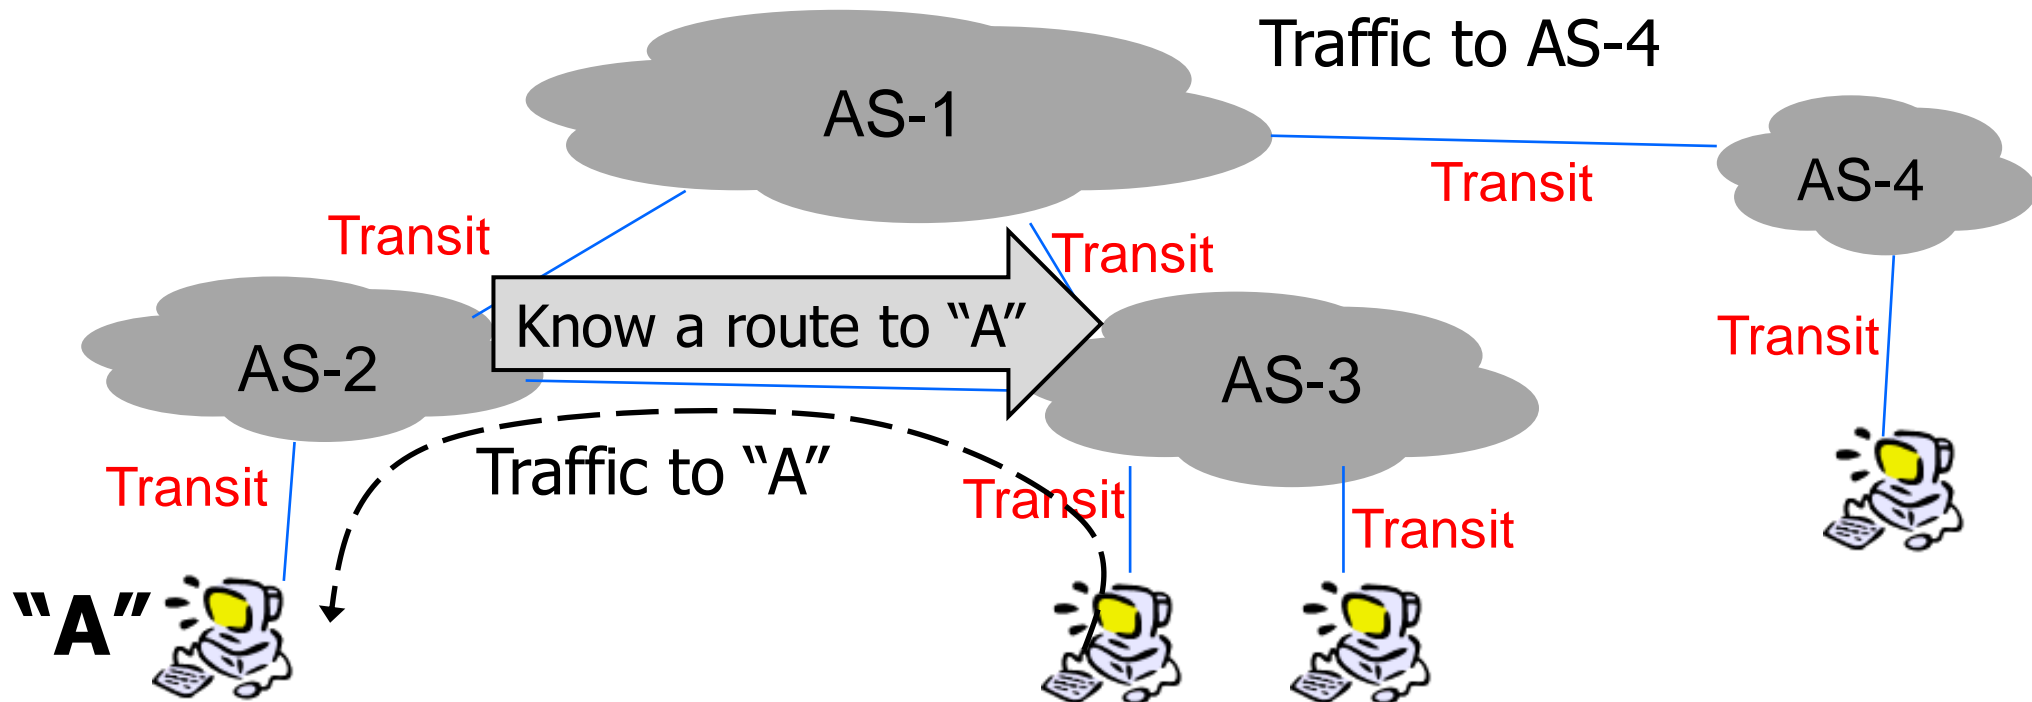 Traffic to AS-4
AS-1
Transit
AS-4
Transit
Transit
Know a route to “A”
Transit
AS-2
AS-3
Traffic to “A”
Transit
Transit
Transit
“A”